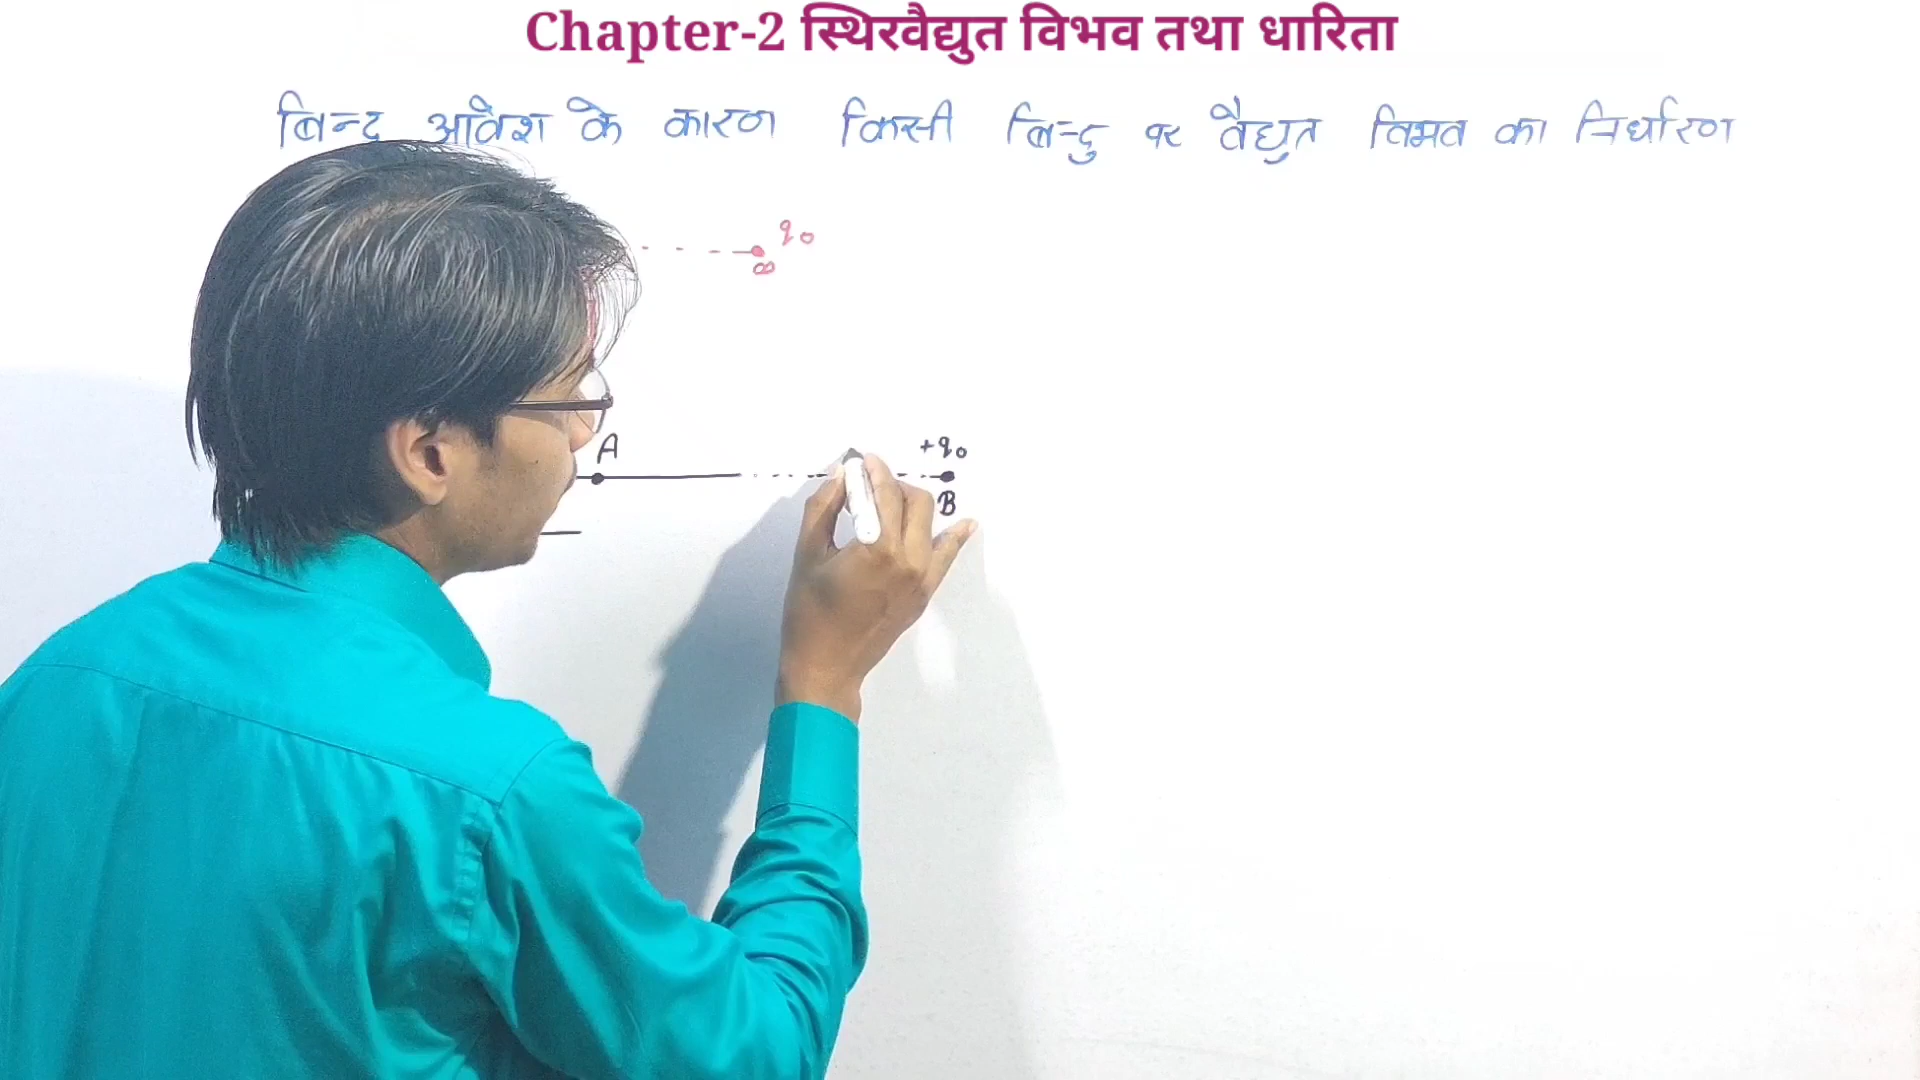 Chapter-2 स्थिरवैद्युत विभव तथा धारिता
बिन्दु आवेश के कारण किसी बिन्दु पर वैद्युत विभव का निर्धारण
q₀
∞
A
+q₀
B